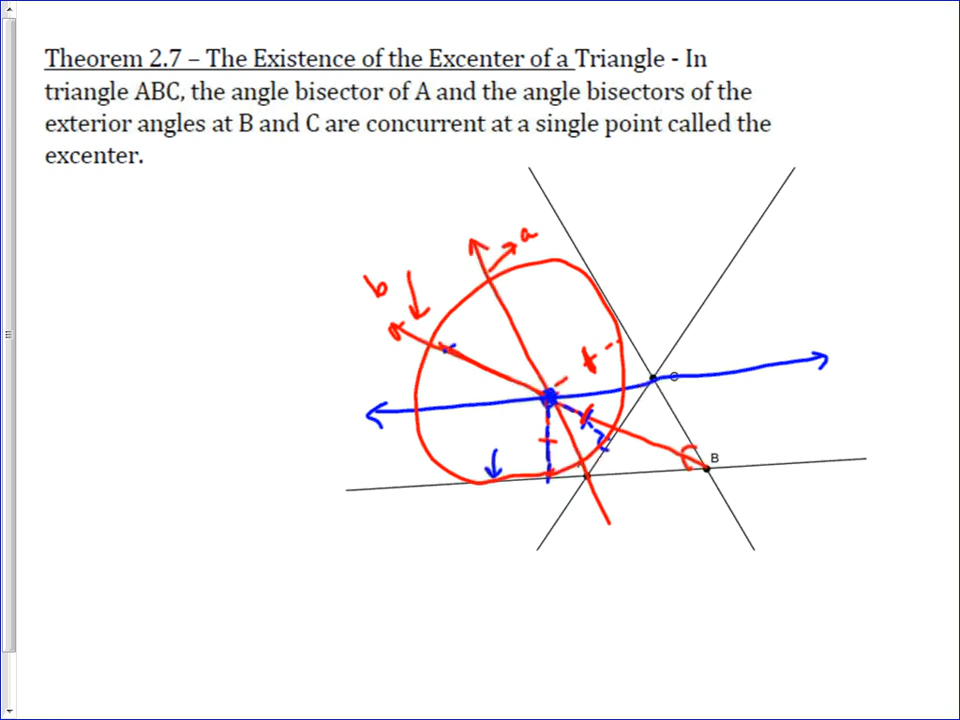 Theorem 2.7 – The Existence of the Excenter of a Triangle - In
triangle ABC, the angle bisector of A and the angle bisectors of the
exterior angles at B and C are concurrent at a single point called the
excenter.
a
b
C
B